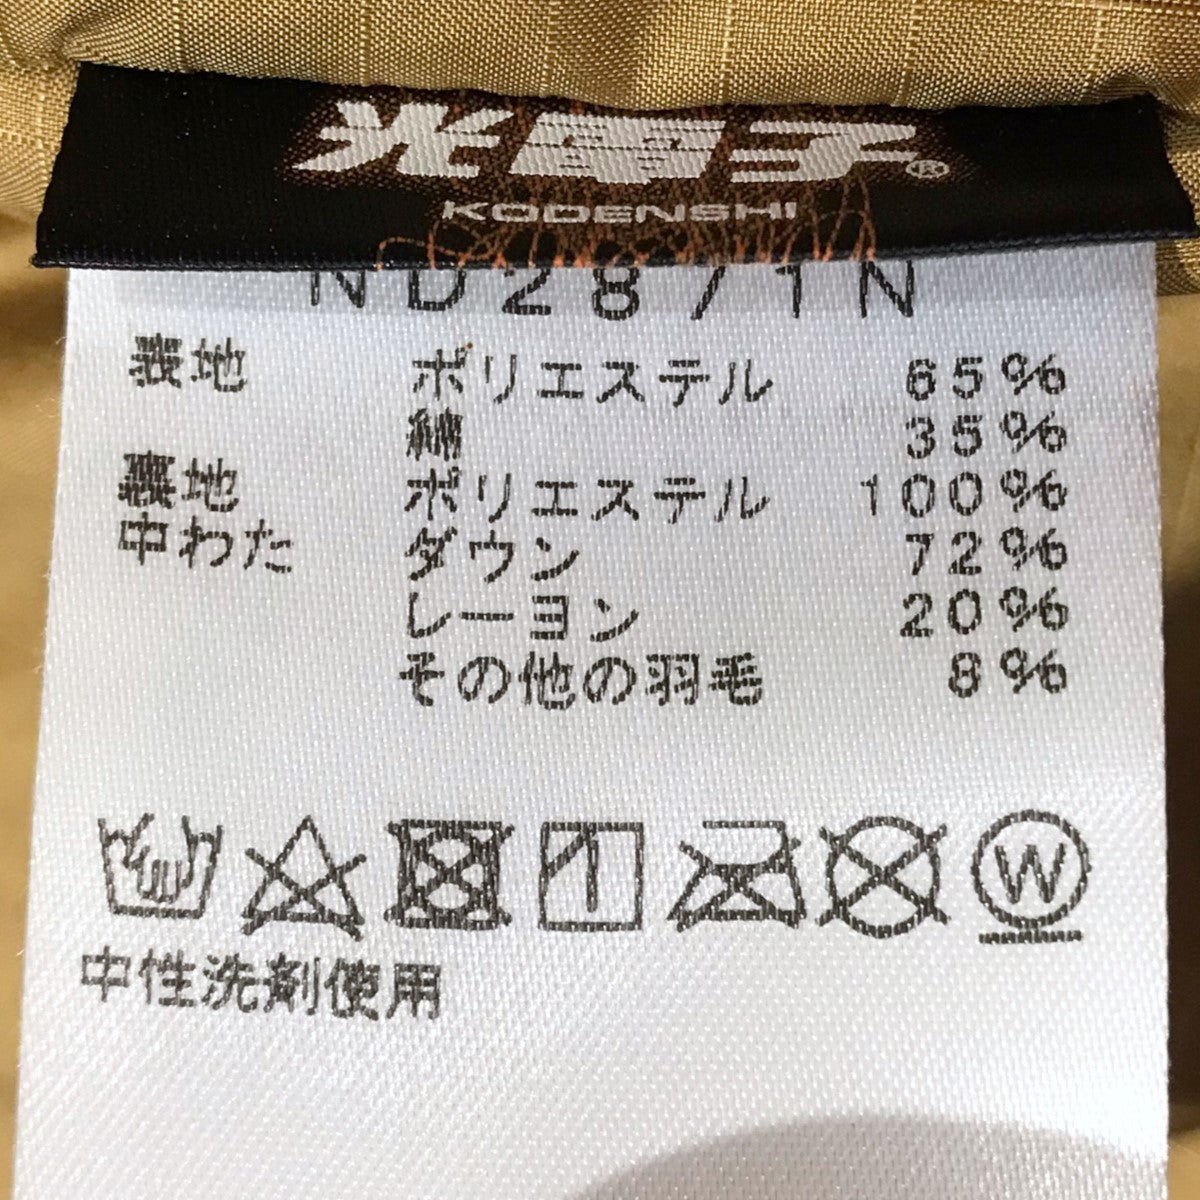 光電子®
KODENSHI
ND2871N
表地 ポリエステル 65%
綿 35%
裏地 ポリエステル 100%
中わた ダウン 72%
レーヨン 20%
その他の羽毛 8%
W
中性洗剤使用